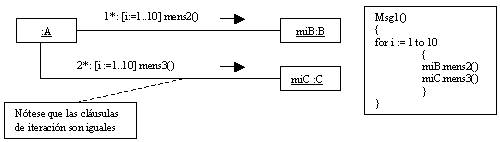 :A
1*: [i:=1..10] mens2()
miB:B
2*: [i :=1..10] mens3()
miC :C
Nótese que las cláusulas
de iteración son iguales
Msg1()
{
for i := 1 to 10
{
miB.mens2()
miC.mens3()
}
}